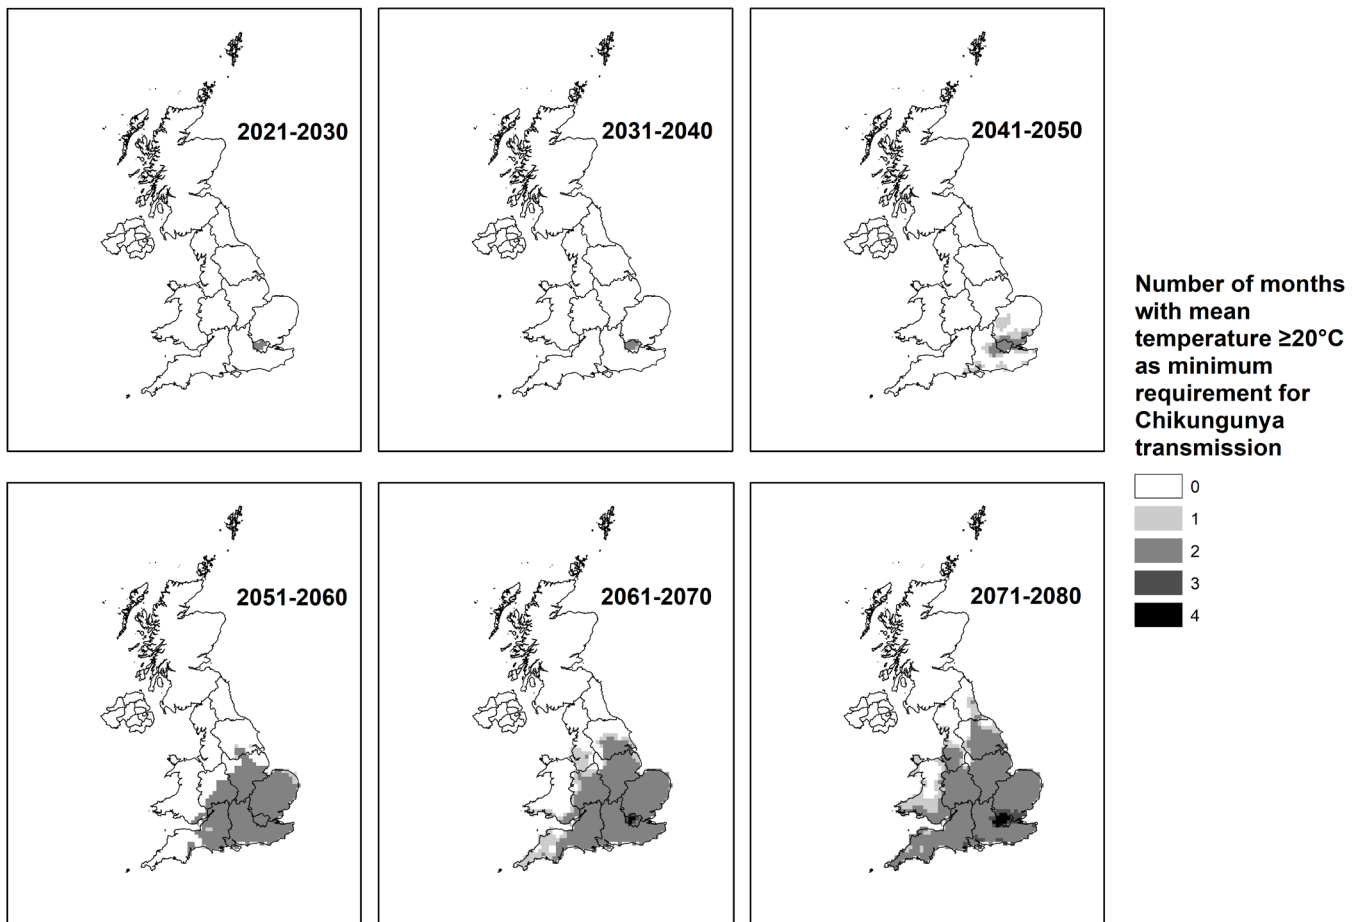 2021-2030
2031-2040
2041-2050
Number of months
with mean
temperature ≥20°C
as minimum
requirement for
Chikungunya
transmission
0
1
2
3
4
2051-2060
2061-2070
2071-2080